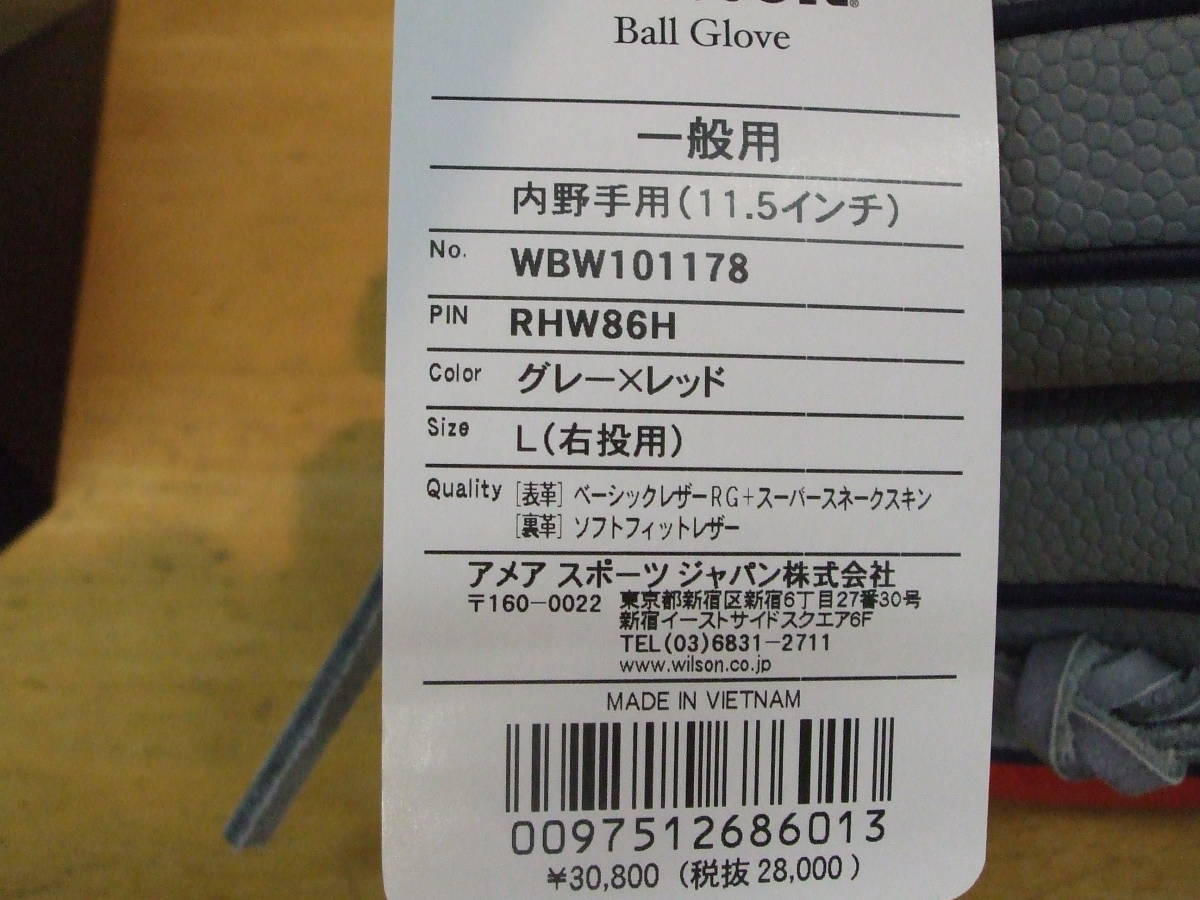 Ball Glove
一般用
内野手用(11.5インチ)
No. WBW101178
PIN RHW86H
Color グレー×レッド
Size L(右投用)
Quality [表革] ベーシックレザーRG+スーパースネークスキン
[裏革] ソフトフィットレザー
アメア スポーツ ジャパン株式会社
〒160-0022 東京都新宿区新宿6丁目27番30号
新宿イーストサイドスクエア6F
TEL(03)6831-2711
www.wilson.co.jp
MADE IN VIETNAM
0097512686013
¥30,800 (税抜 28,000)